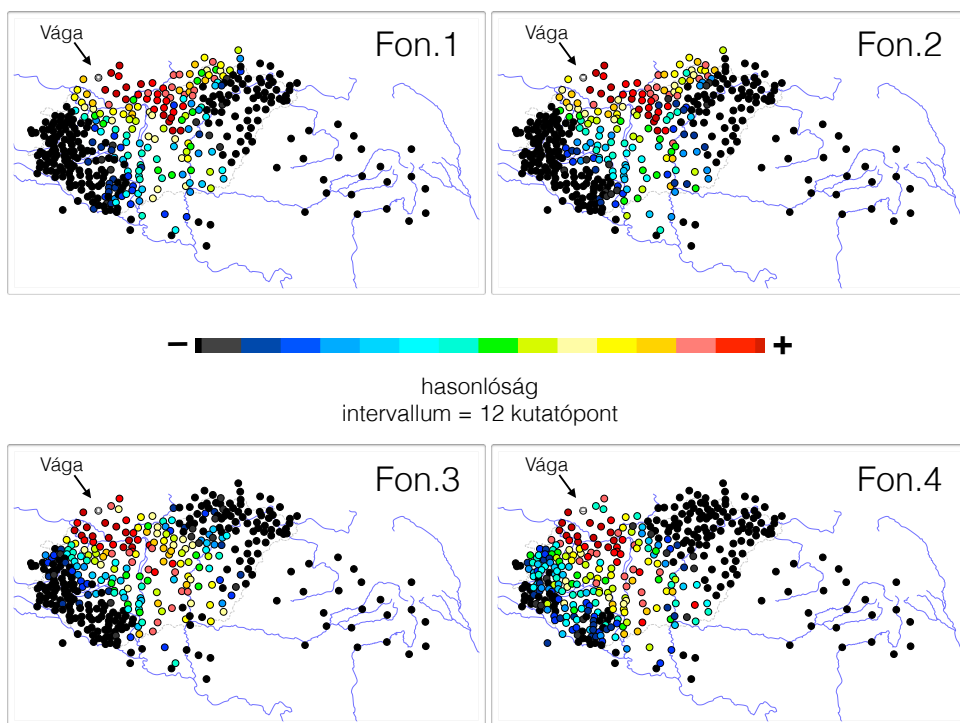 Vága
Fon.1
Vága
Fon.2
– +
hasonlóság
intervallum = 12 kutatópont
Vága
Fon.3
Vága
Fon.4